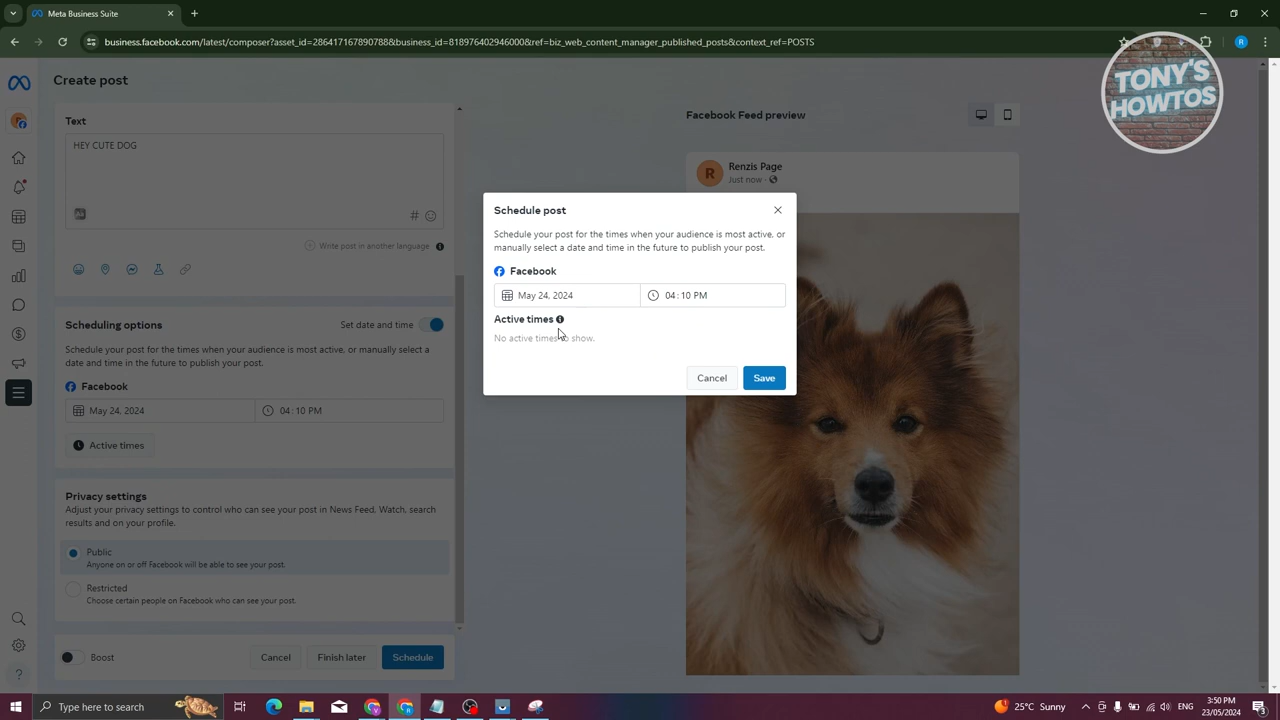 Meta Business Suite
business.facebook.com/latest/composer?asset_id=286417167890788&business_id=818976402946000&ref=biz_web_content_manager_published_posts&context_ref=POSTS
R
TONY'S
HOWTOS
Create post
Text
HEY CUTE DOG
Write post in another language
Scheduling options
Set date and time
Schedule your post for the times when your audience is most active, or manually select a
date and time in the future to publish your post.
Facebook
May 24, 2024
04 : 10 PM
Active times
Privacy settings
Adjust your privacy settings to control who can see your post in News Feed, Watch, search
results and on your profile.
Public
Anyone on or off Facebook will be able to see your post.
Restricted
Choose certain people on Facebook who can see your post.
Boost
Cancel
Finish later
Schedule
Schedule post
Schedule your post for the times when your audience is most active, or
manually select a date and time in the future to publish your post.
Facebook
May 24, 2024
04 : 10 PM
Active times
No active times to show.
Cancel
Save
Facebook Feed preview
R
Renzis Page
Just now ·
Type here to search
25°C Sunny
3:50 PM
23/05/2024